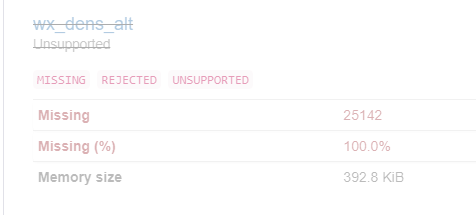 wx_dens_alt
Unsupported
MISSING REJECTED UNSUPPORTED
Missing 25142
Missing (%) 100.0%
Memory size 392.8 KiB